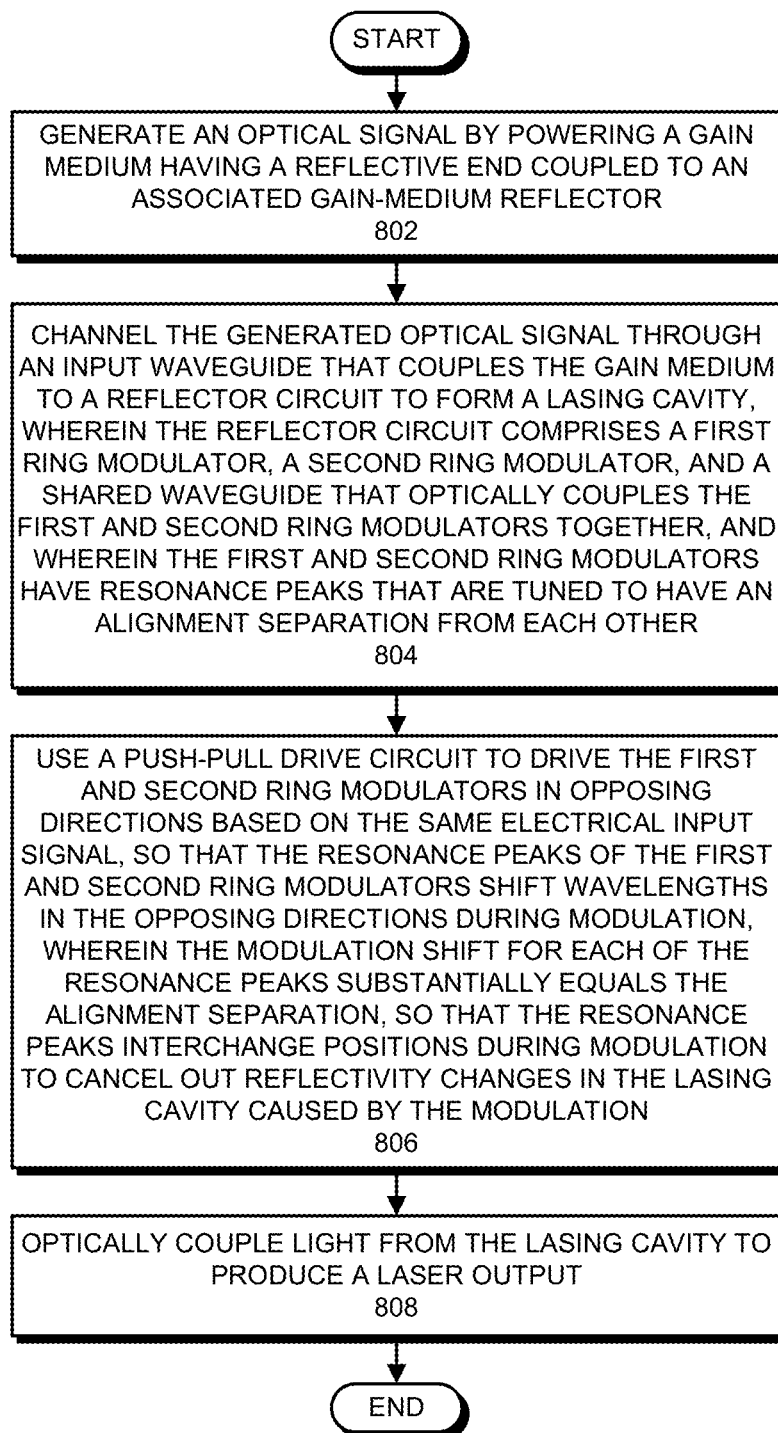 START
GENERATE AN OPTICAL SIGNAL BY POWERING A GAIN
MEDIUM HAVING A REFLECTIVE END COUPLED TO AN
ASSOCIATED GAIN-MEDIUM REFLECTOR
802
CHANNEL THE GENERATED OPTICAL SIGNAL THROUGH
AN INPUT WAVEGUIDE THAT COUPLES THE GAIN MEDIUM
TO A REFLECTOR CIRCUIT TO FORM A LASING CAVITY,
WHEREIN THE REFLECTOR CIRCUIT COMPRISES A FIRST
RING MODULATOR, A SECOND RING MODULATOR, AND A
SHARED WAVEGUIDE THAT OPTICALLY COUPLES THE
FIRST AND SECOND RING MODULATORS TOGETHER, AND
WHEREIN THE FIRST AND SECOND RING MODULATORS
HAVE RESONANCE PEAKS THAT ARE TUNED TO HAVE AN
ALIGNMENT SEPARATION FROM EACH OTHER
804
USE A PUSH-PULL DRIVE CIRCUIT TO DRIVE THE FIRST
AND SECOND RING MODULATORS IN OPPOSING
DIRECTIONS BASED ON THE SAME ELECTRICAL INPUT
SIGNAL, SO THAT THE RESONANCE PEAKS OF THE FIRST
AND SECOND RING MODULATORS SHIFT WAVELENGTHS
IN THE OPPOSING DIRECTIONS DURING MODULATION,
WHEREIN THE MODULATION SHIFT FOR EACH OF THE
RESONANCE PEAKS SUBSTANTIALLY EQUALS THE
ALIGNMENT SEPARATION, SO THAT THE RESONANCE
PEAKS INTERCHANGE POSITIONS DURING MODULATION
TO CANCEL OUT REFLECTIVITY CHANGES IN THE LASING
CAVITY CAUSED BY THE MODULATION
806
OPTICALLY COUPLE LIGHT FROM THE LASING CAVITY TO
PRODUCE A LASER OUTPUT
808
END